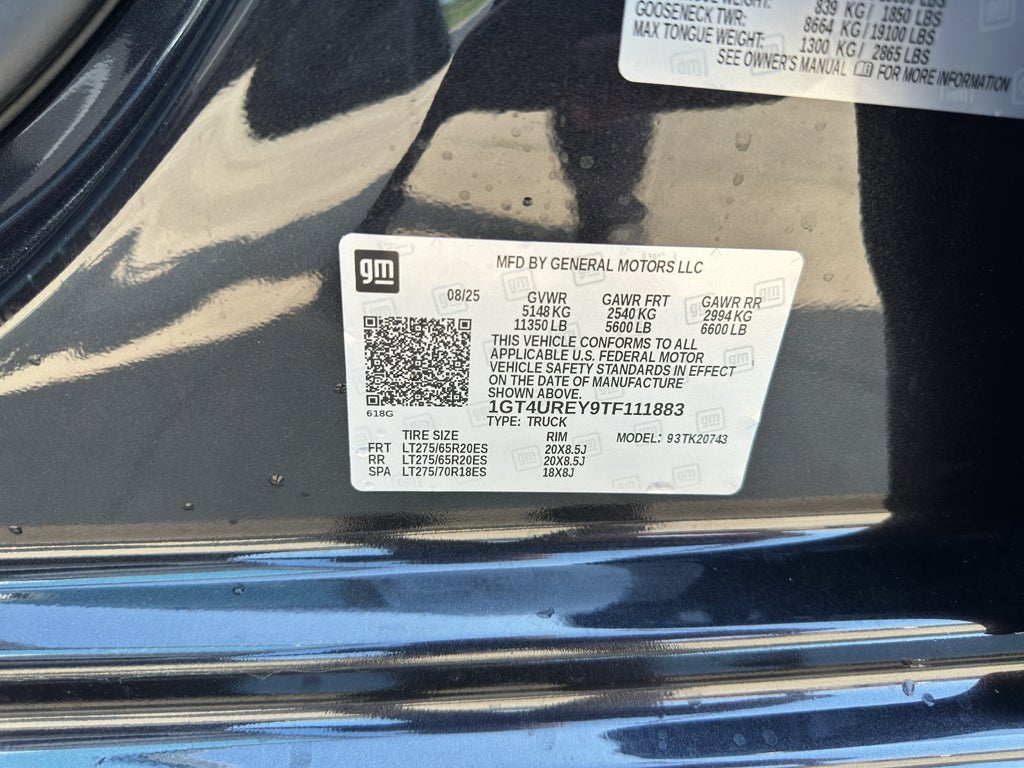 839 KG / 1850 LBS
GOOSENECK TWR: 8664 KG / 19100 LBS
MAX TONGUE WEIGHT: 1300 KG / 2865 LBS
SEE OWNER'S MANUAL FOR MORE INFORMATION
gm
MFD BY GENERAL MOTORS LLC
08/25 GVWR GAWR FRT GAWR RR
5148 KG 2540 KG 2994 KG
11350 LB 5600 LB 6600 LB
THIS VEHICLE CONFORMS TO ALL
APPLICABLE U.S. FEDERAL MOTOR
VEHICLE SAFETY STANDARDS IN EFFECT
ON THE DATE OF MANUFACTURE
SHOWN ABOVE.
618G
1GT4UREY9TF111883
TYPE: TRUCK
TIRE SIZE RIM MODEL: 93TK20743
FRT LT275/65R20ES 20X8.5J
RR LT275/65R20ES 20X8.5J
SPA LT275/70R18ES 18X8J